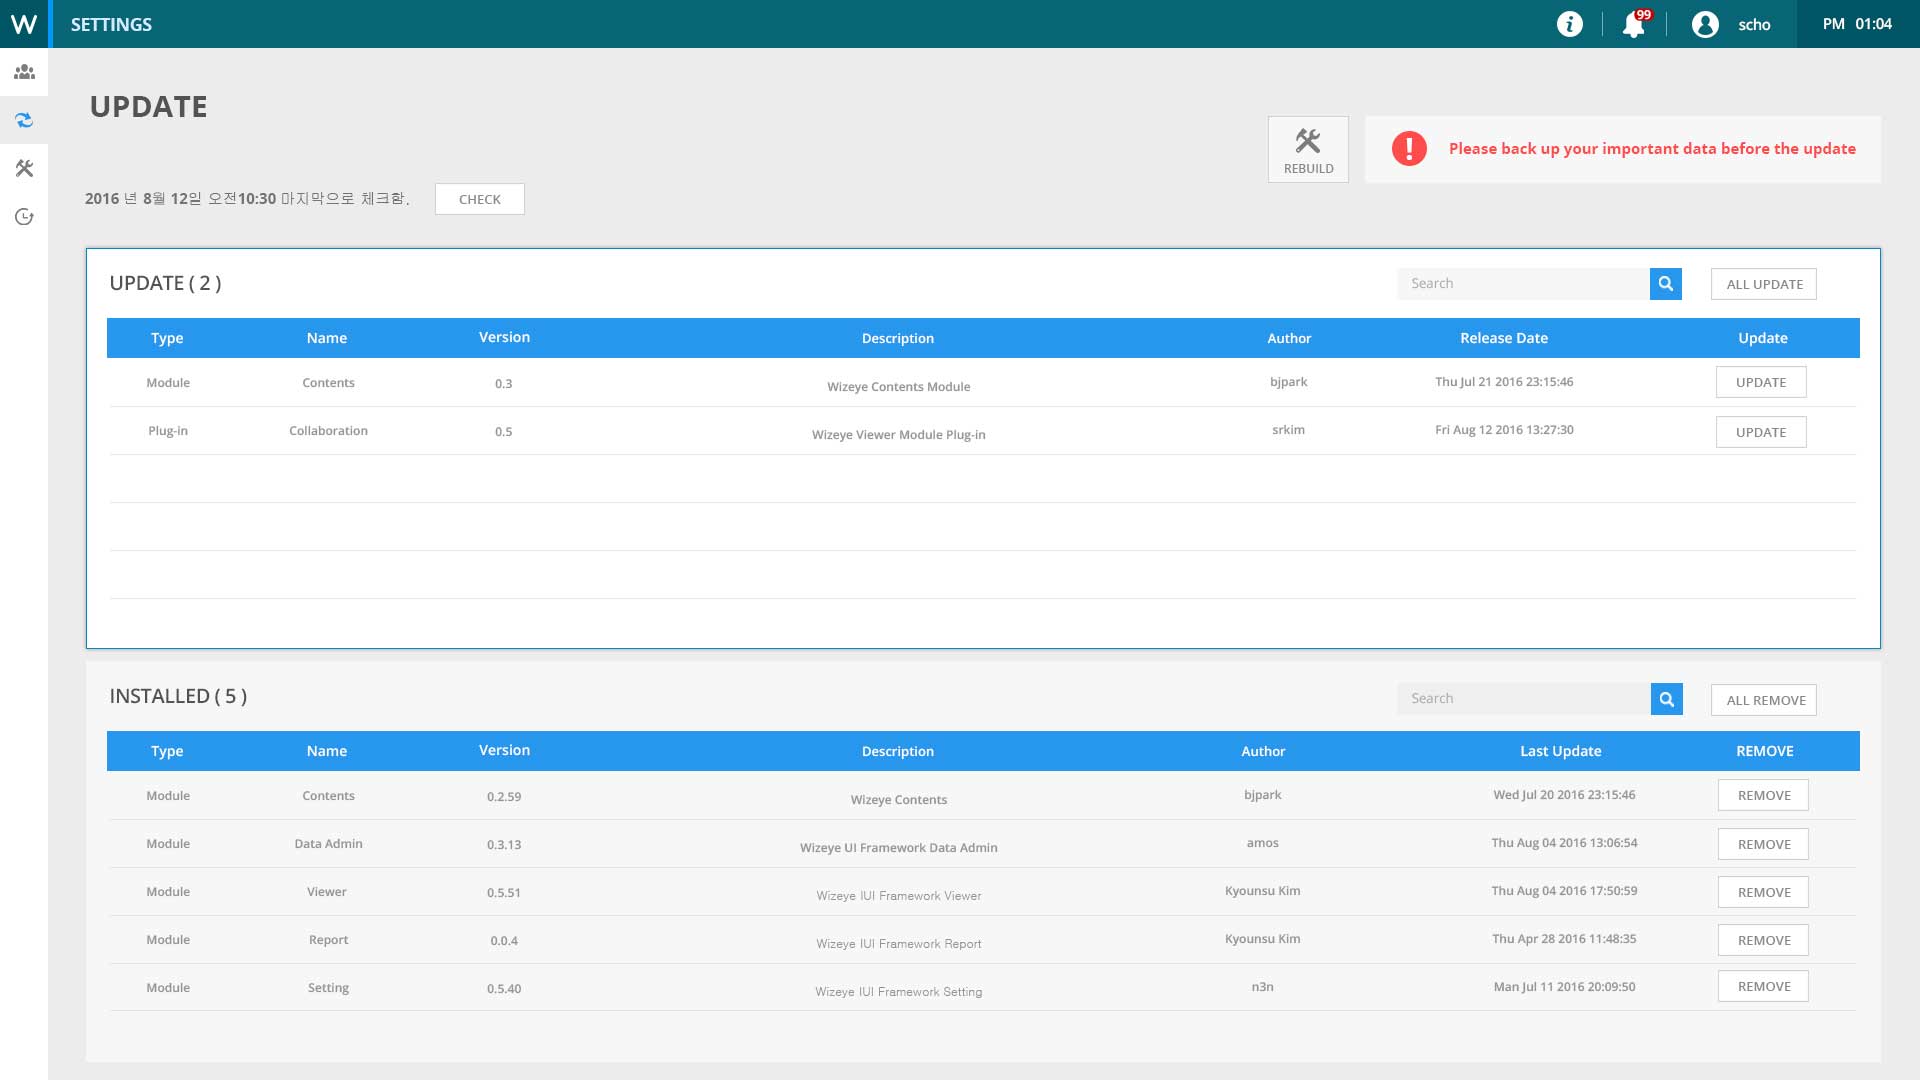 W SETTINGS 99 scho PM 01:04
UPDATE
REBUILD
Please back up your important data before the update
2016 년 8월 12일 오전10:30 마지막으로 체크함.
CHECK
UPDATE ( 2 )
Search
ALL UPDATE
Type Name Version Description Author Release Date Update
Module Contents 0.3 Wizeye Contents Module bjpark Thu Jul 21 2016 23:15:46 UPDATE
Plug-in Collaboration 0.5 Wizeye Viewer Module Plug-in srkim Fri Aug 12 2016 13:27:30 UPDATE
INSTALLED ( 5 )
Search
ALL REMOVE
Type Name Version Description Author Last Update REMOVE
Module Contents 0.2.59 Wizeye Contents bjpark Wed Jul 20 2016 23:15:46 REMOVE
Module Data Admin 0.3.13 Wizeye UI Framework Data Admin amos Thu Aug 04 2016 13:06:54 REMOVE
Module Viewer 0.5.51 Wizeye IUI Framework Viewer Kyounsu Kim Thu Aug 04 2016 17:50:59 REMOVE
Module Report 0.0.4 Wizeye IUI Framework Report Kyounsu Kim Thu Apr 28 2016 11:48:35 REMOVE
Module Setting 0.5.40 Wizeye IUI Framework Setting n3n Man Jul 11 2016 20:09:50 REMOVE